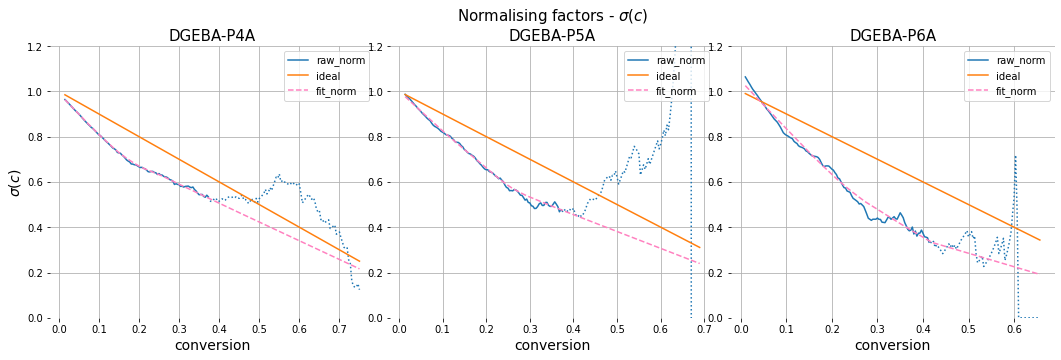 Normalising factors - σ(c)
DGEBA-P4A
DGEBA-P5A
DGEBA-P6A
σ(c)
1.2
1.0
0.8
0.6
0.4
0.2
0.0
raw_norm
ideal
fit_norm
0.0 0.1 0.2 0.3 0.4 0.5 0.6 0.7
conversion
1.2
1.0
0.8
0.6
0.4
0.2
0.0
raw_norm
ideal
fit_norm
0.0 0.1 0.2 0.3 0.4 0.5 0.6 0.7
conversion
1.2
1.0
0.8
0.6
0.4
0.2
0.0
raw_norm
ideal
fit_norm
0.0 0.1 0.2 0.3 0.4 0.5 0.6
conversion